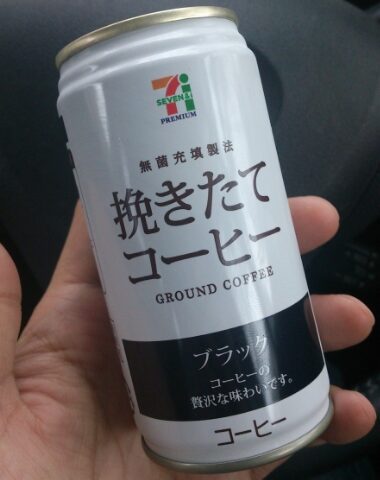 SEVEN&i
PREMIUM
無菌充填製法
挽きたて
コーヒー
GROUND COFFEE
ブラック
コーヒーの
贅沢な味わいです。
コーヒー